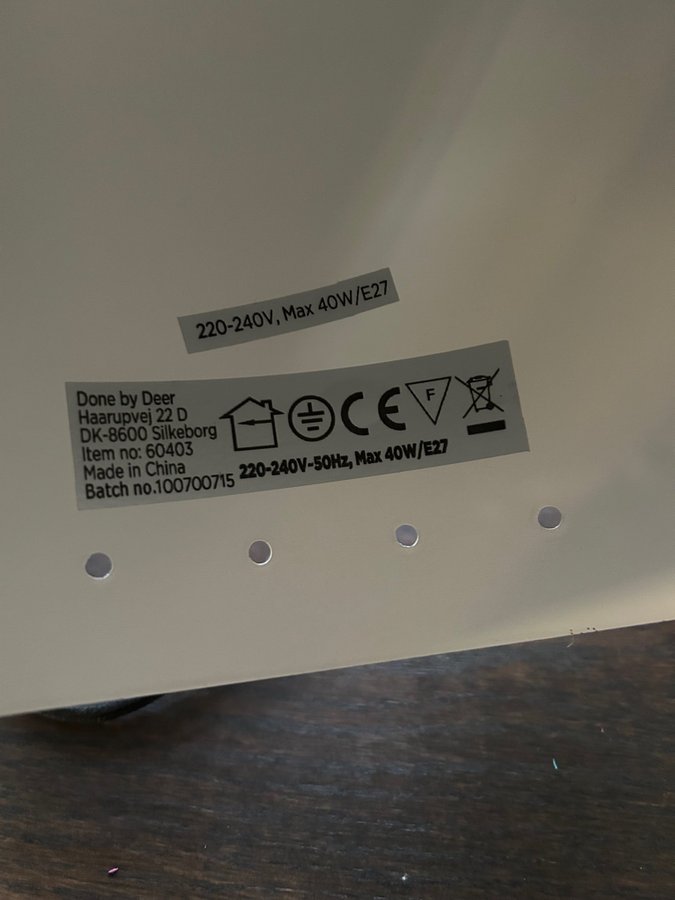 220-240V, Max 40W/E27
Done by Deer
Haarupvej 22 D
DK-8600 Silkeborg
Item no: 60403
Made in China
Batch no.100700715
CE
F
220-240V-50Hz, Max 40W/E27